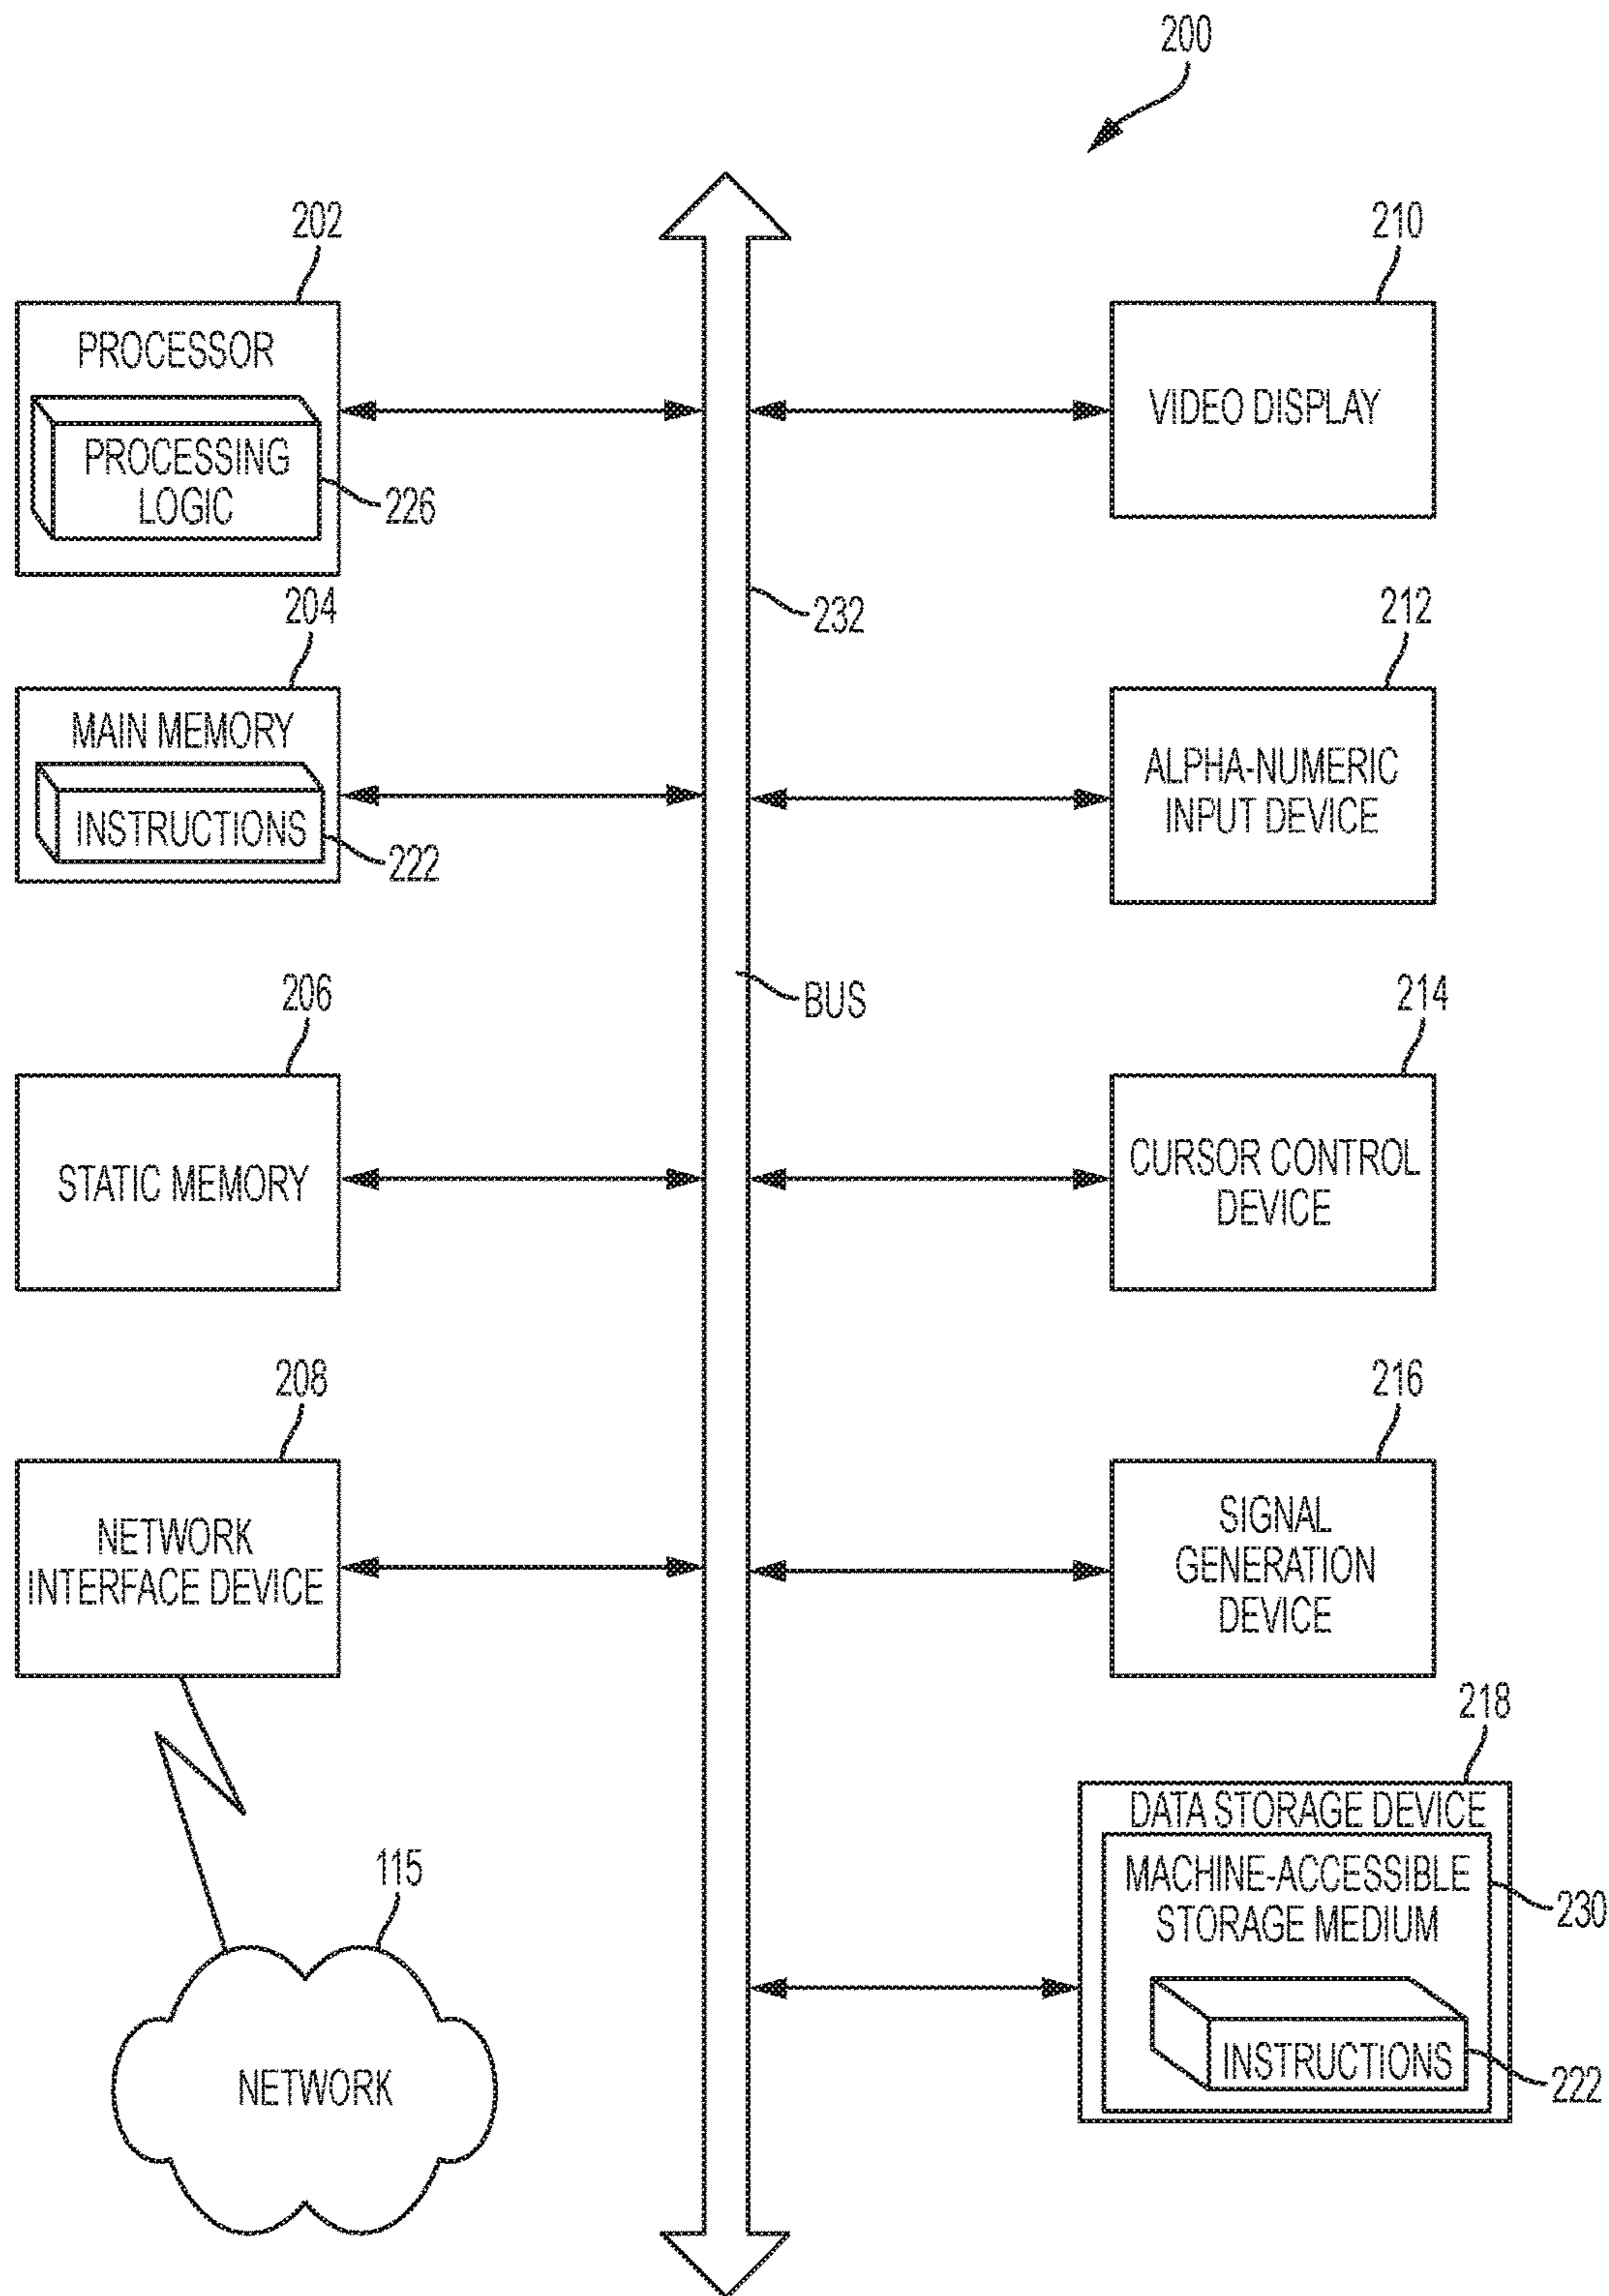 200
202
PROCESSOR
PROCESSING
LOGIC
226
210
VIDEO DISPLAY
232
204
MAIN MEMORY
INSTRUCTIONS
222
212
ALPHA-NUMERIC
INPUT DEVICE
BUS
206
STATIC MEMORY
214
CURSOR CONTROL
DEVICE
208
NETWORK
INTERFACE DEVICE
216
SIGNAL
GENERATION
DEVICE
115
NETWORK
218
DATA STORAGE DEVICE
MACHINE-ACCESSIBLE
STORAGE MEDIUM
230
INSTRUCTIONS
222